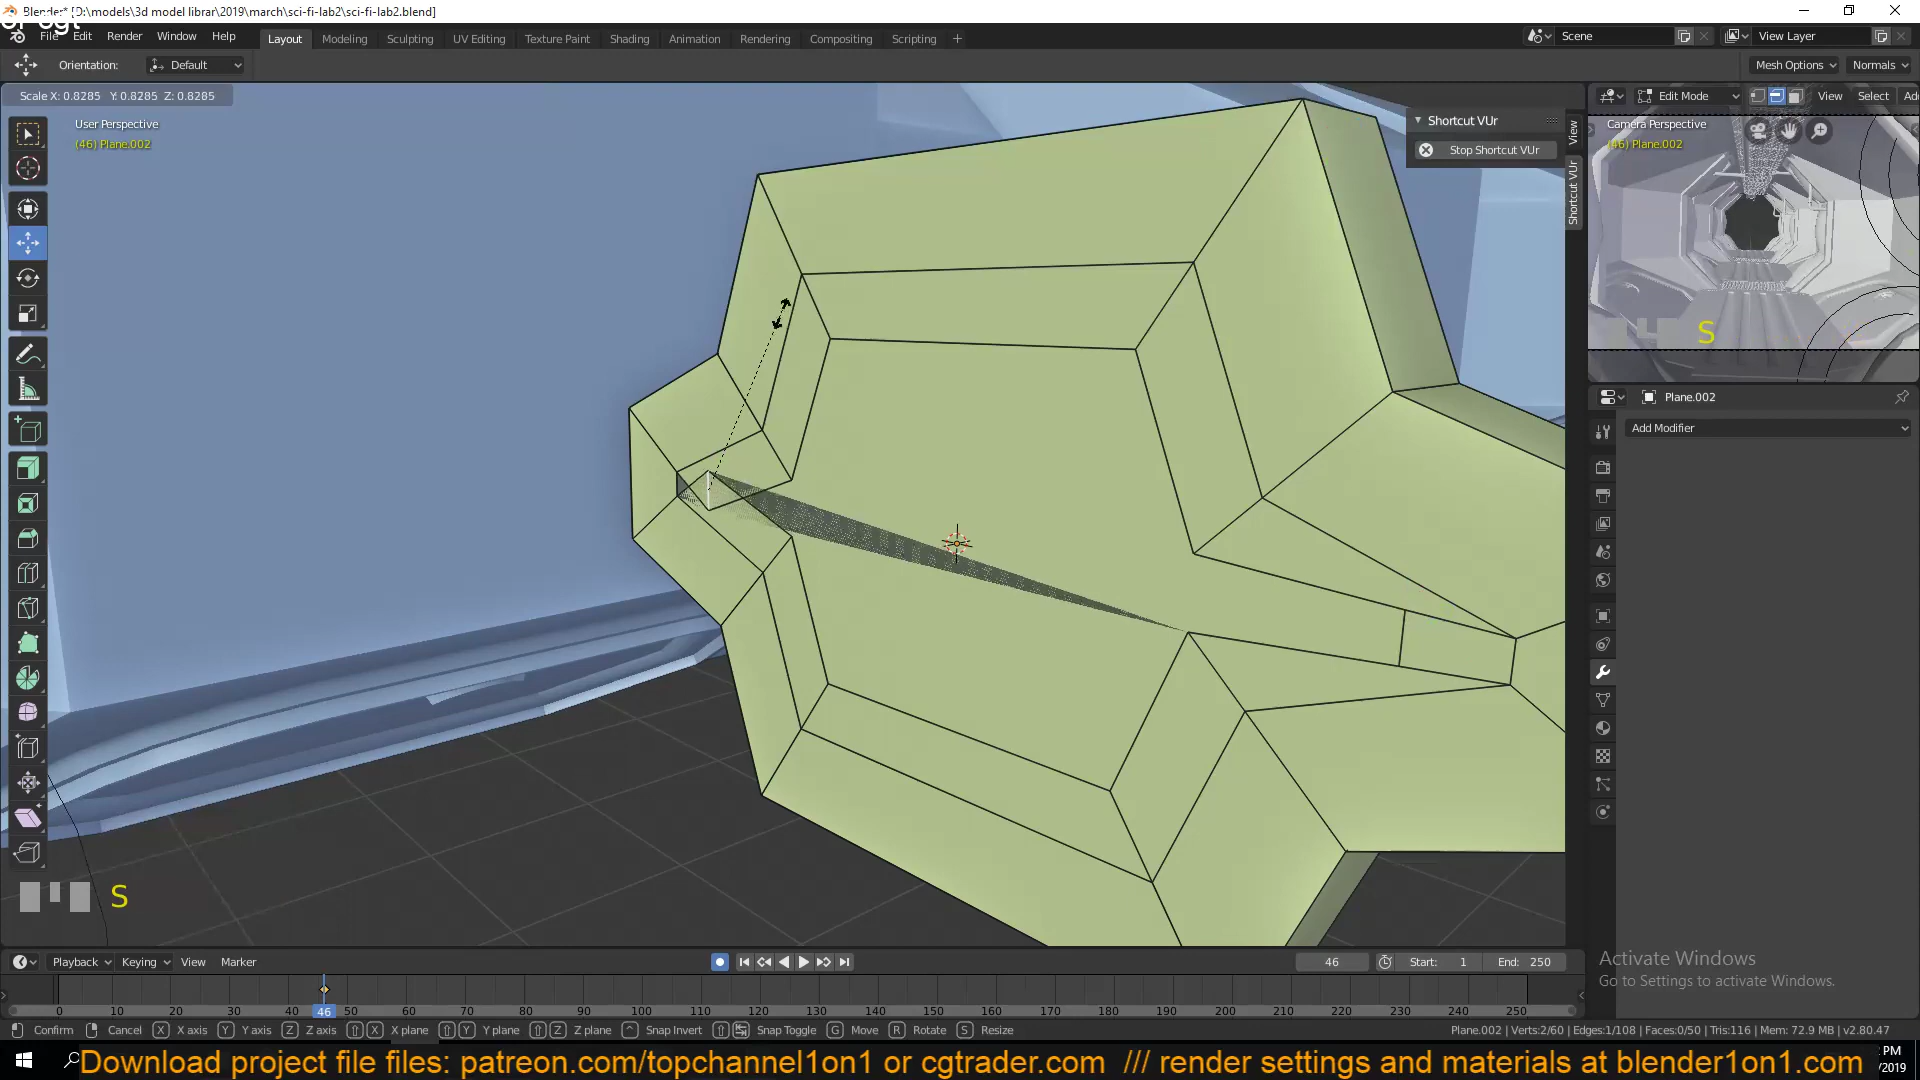 Blender* [D:\models\3d model librar\2019\march\sci-fi-lab2\sci-fi-lab2.blend]
or cgt
File Edit Render Window Help
Layout Modeling Sculpting UV Editing Texture Paint Shading Animation Rendering Compositing Scripting +
Scene
View Layer
Orientation: Default
Mesh Options Normals
Scale X: 0.8285 Y: 0.8285 Z: 0.8285
Edit Mode View Select Ad
User Perspective
(46) Plane.002
Shortcut VUr
Stop Shortcut VUr
View
Shortcut VUr
Camera Perspective
(46) Plane.002
S
Plane.002
Add Modifier
S
Playback Keying View Marker
46 Start: 1 End: 250
0 10 20 30 40 46 50 60 70 80 90 100 110 120 130 140 150 160 170 180 190 200 210 220 230 240 250
Activate Windows
Go to Settings to activate Windows.
Confirm Cancel X X axis Y Y axis Z Z axis X X plane Y Y plane Z Z plane ^ Snap Invert Snap Toggle G Move R Rotate S Resize
Plane.002 | Verts:2/60 | Edges:1/108 | Faces:0/50 | Tris:116 | Mem: 72.9 MB | v2.80.47
Download project file files: patreon.com/topchannel1on1 or cgtrader.com /// render settings and materials at blender1on1.com
PM
/2019